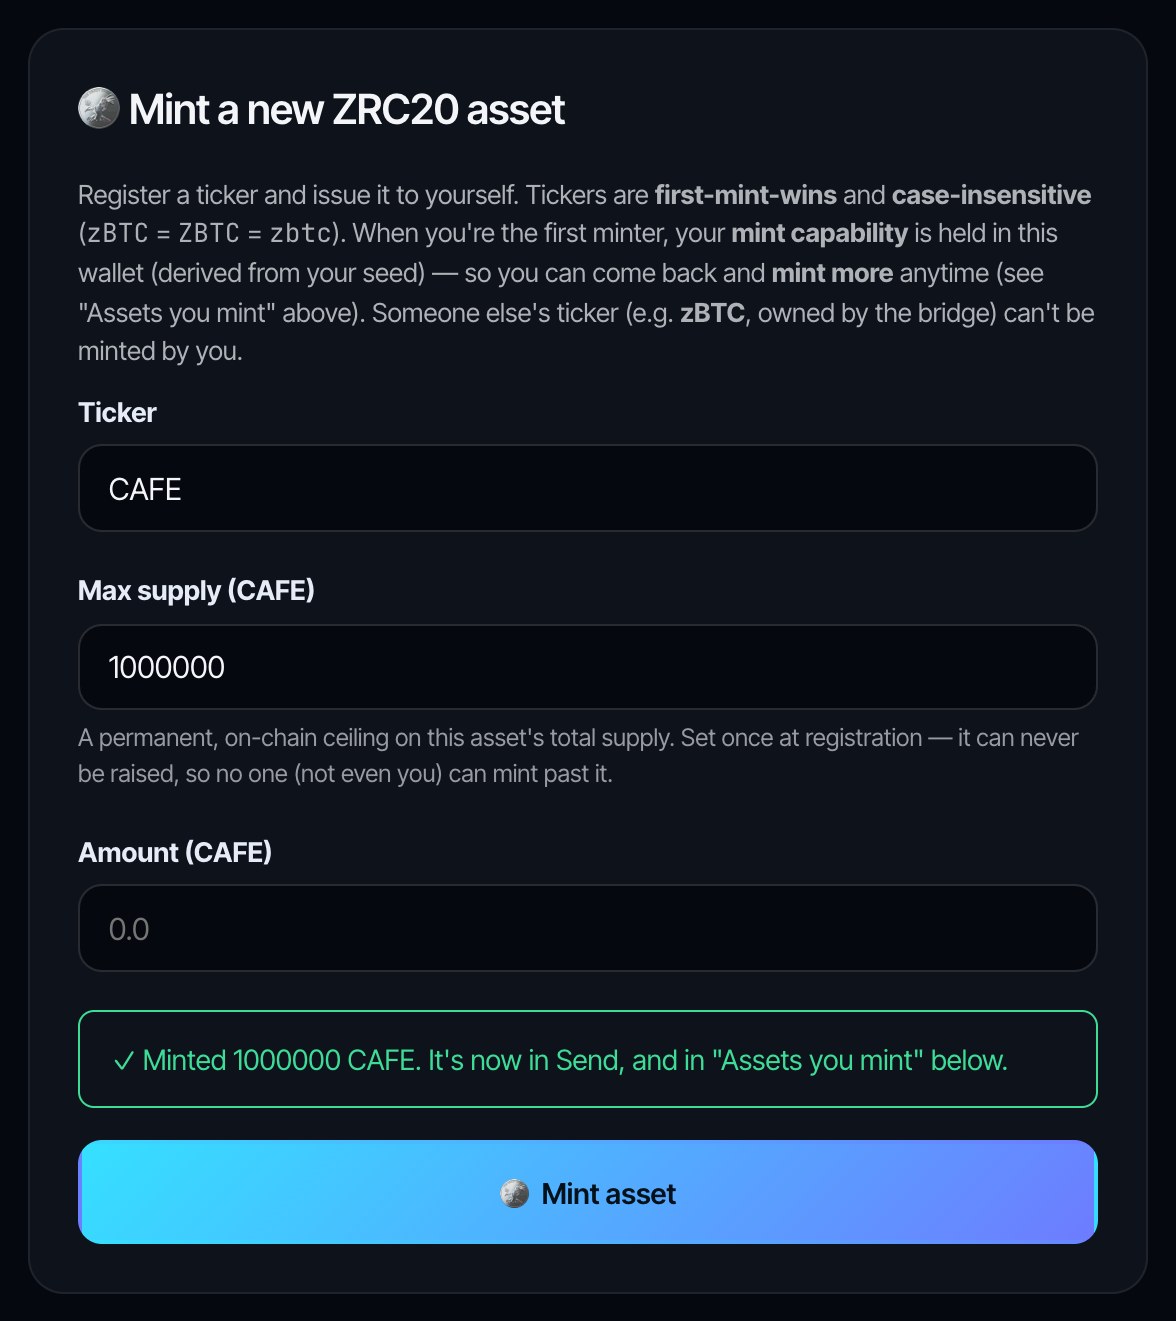 Mint a new ZRC20 asset
Register a ticker and issue it to yourself. Tickers are first-mint-wins and case-insensitive
(zBTC = ZBTC = zbtc). When you're the first minter, your mint capability is held in this
wallet (derived from your seed) — so you can come back and mint more anytime (see
"Assets you mint" above). Someone else's ticker (e.g. zBTC, owned by the bridge) can't be
minted by you.
Ticker
CAFE
Max supply (CAFE)
1000000
A permanent, on-chain ceiling on this asset's total supply. Set once at registration — it can never
be raised, so no one (not even you) can mint past it.
Amount (CAFE)
0.0
✓ Minted 1000000 CAFE. It's now in Send, and in "Assets you mint" below.
Mint asset